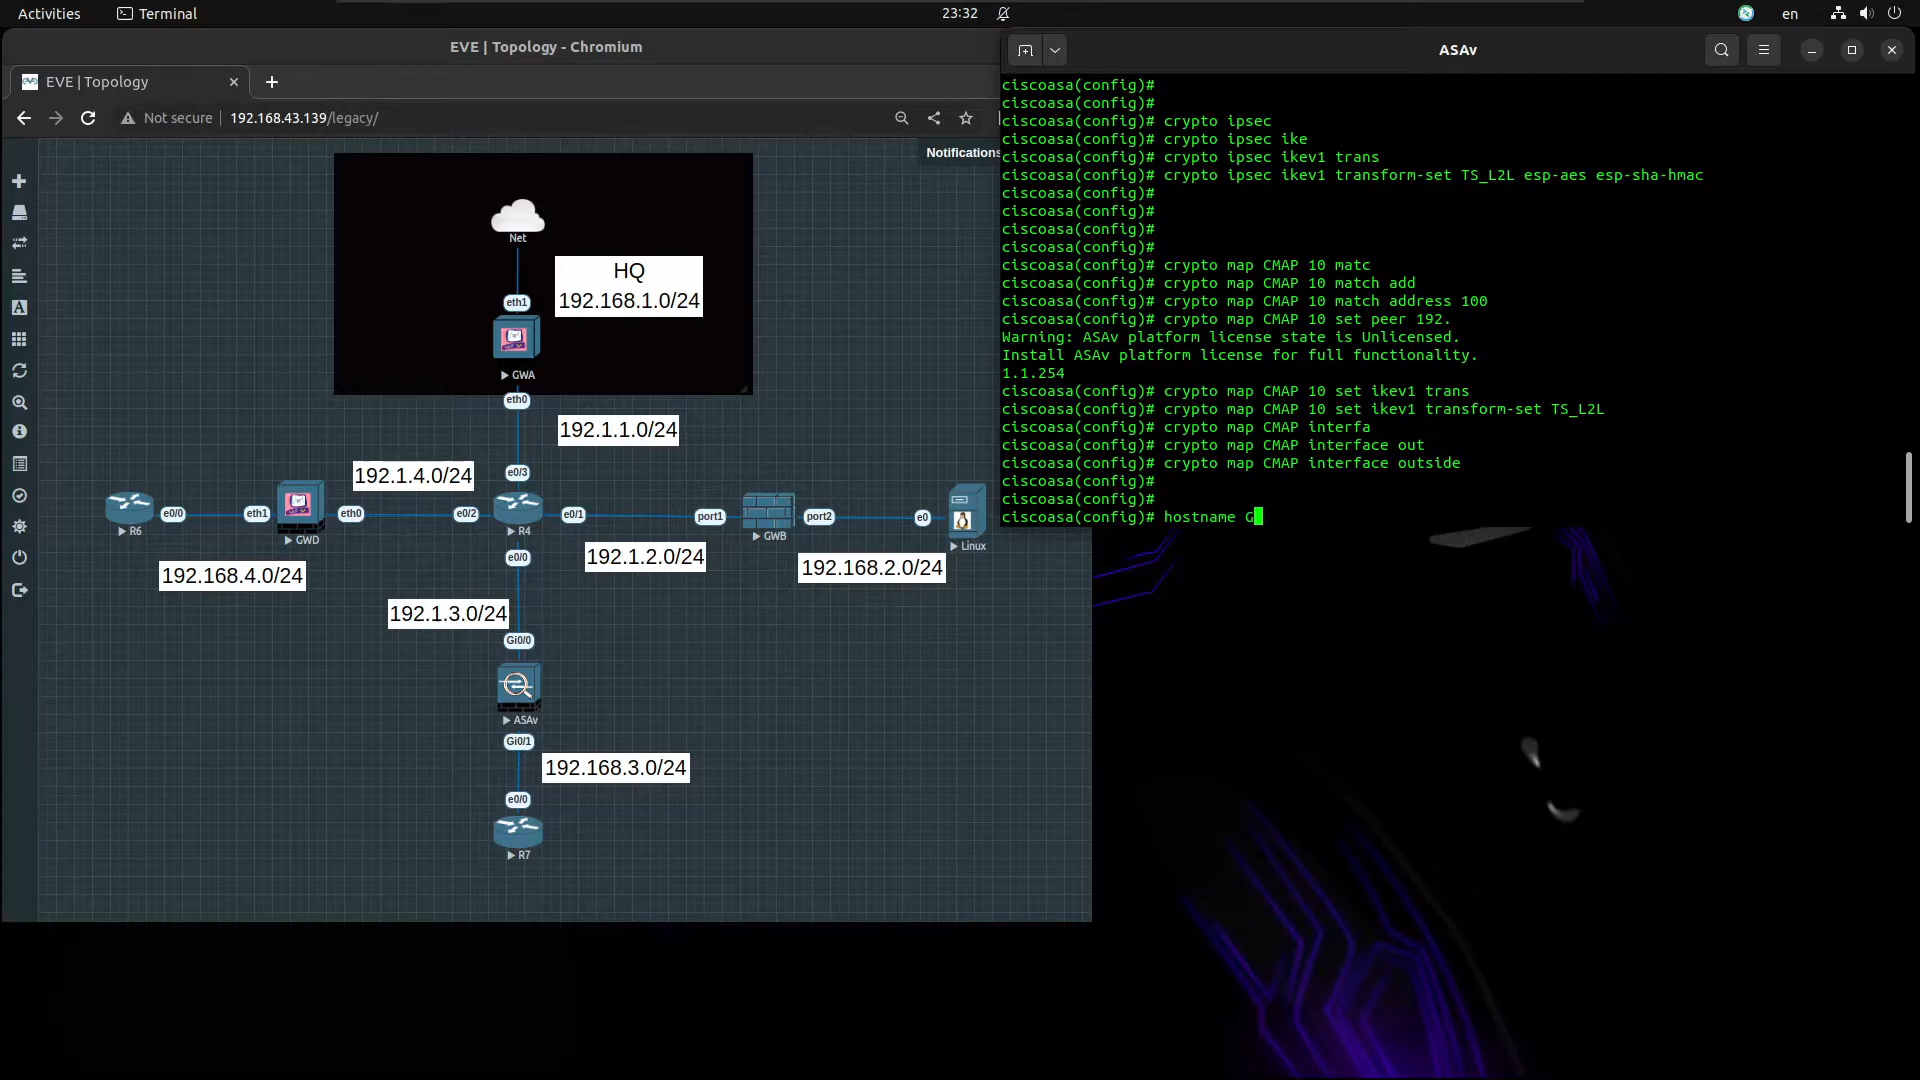 Activities
Terminal
23:32
en
EVE | Topology - Chromium
EVE | Topology
Not secure
192.168.43.139/legacy/
Notifications
Net
HQ
192.168.1.0/24
eth1
GWA
eth0
192.1.1.0/24
e0/3
192.1.4.0/24
R6
e0/0
eth1
GWD
eth0
e0/2
R4
e0/1
port1
GWB
port2
e0
Linux
192.1.2.0/24
192.168.2.0/24
192.168.4.0/24
e0/0
192.1.3.0/24
Gi0/0
ASAv
Gi0/1
192.168.3.0/24
e0/0
R7
ASAv
ciscoasa(config)#
ciscoasa(config)#
ciscoasa(config)# crypto ipsec
ciscoasa(config)# crypto ipsec ike
ciscoasa(config)# crypto ipsec ikev1 trans
ciscoasa(config)# crypto ipsec ikev1 transform-set TS_L2L esp-aes esp-sha-hmac
ciscoasa(config)#
ciscoasa(config)#
ciscoasa(config)#
ciscoasa(config)#
ciscoasa(config)# crypto map CMAP 10 matc
ciscoasa(config)# crypto map CMAP 10 match add
ciscoasa(config)# crypto map CMAP 10 match address 100
ciscoasa(config)# crypto map CMAP 10 set peer 192.
Warning: ASAv platform license state is Unlicensed.
Install ASAv platform license for full functionality.
1.1.254
ciscoasa(config)# crypto map CMAP 10 set ikev1 trans
ciscoasa(config)# crypto map CMAP 10 set ikev1 transform-set TS_L2L
ciscoasa(config)# crypto map CMAP interfa
ciscoasa(config)# crypto map CMAP interface out
ciscoasa(config)# crypto map CMAP interface outside
ciscoasa(config)#
ciscoasa(config)#
ciscoasa(config)# hostname G